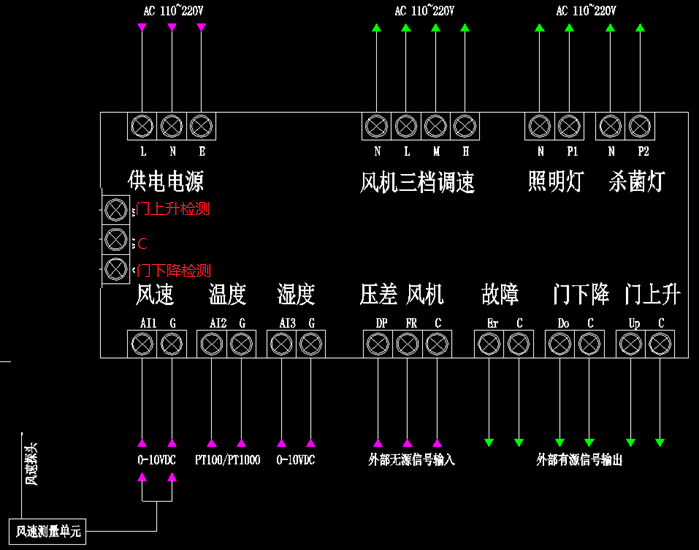 AC 110~220V AC 110~220V AC 110~220V
L N E N L M H N P1 N P2
供电电源 风机三档调速 照明灯 杀菌灯
门上升检测
C
门下降检测
风速 温度 湿度 压差 风机 故障 门下降 门上升
AI1 G AI2 G AI3 G DP FR C Er C Do C Up C
0-10VDC PT100/PT1000 0-10VDC 外部无源信号输入 外部有源信号输出
风速探头
风速测量单元